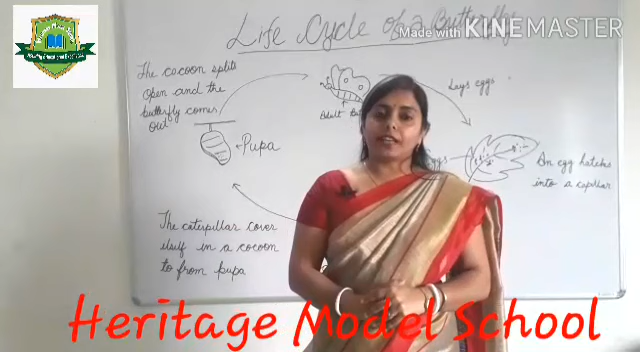 Life Cycle of a Butterfly
Made with KINEMASTER
The cocoon splits
open and the
butterfly comes
out
Adult
Lays eggs
Pupa
An egg hatches
into a capillar
The caterpillar cover
itself in a cocoon
to from pupa
Heritage Model School